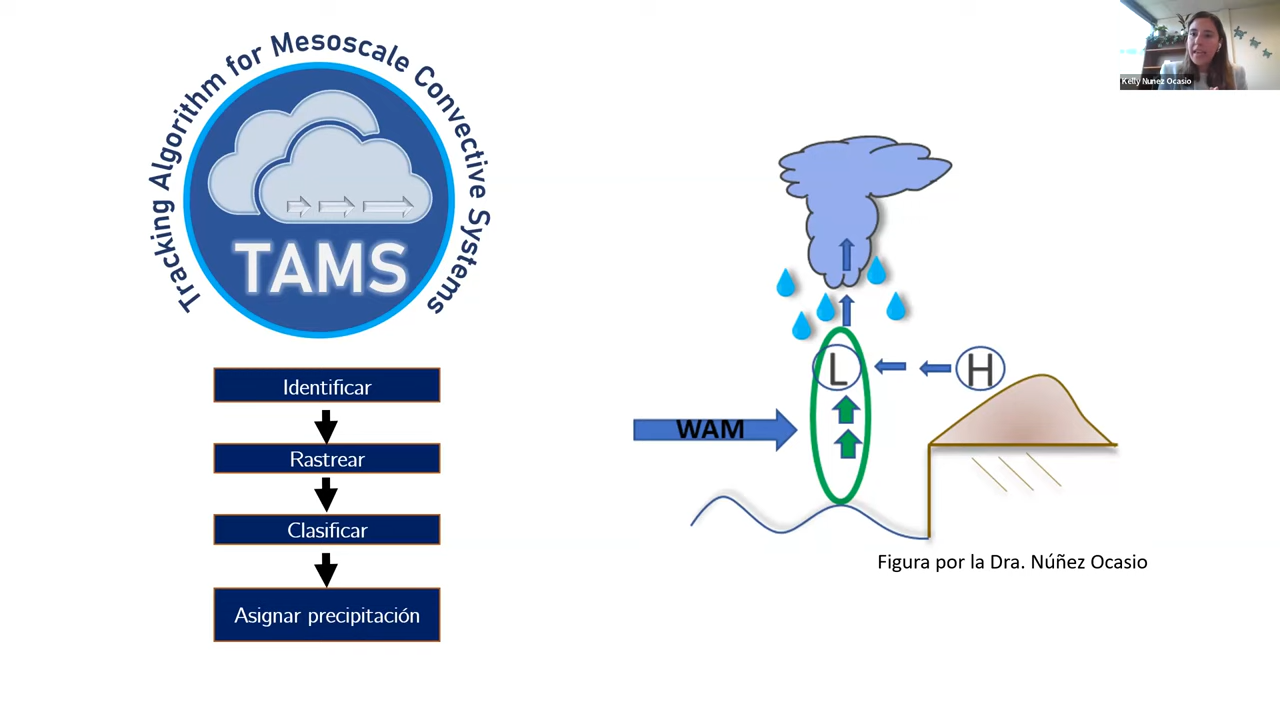 Tracking Algorithm for Mesoscale Convective Systems
TAMS
Identificar
Rastrear
Clasificar
Asignar precipitación
L
H
WAM
Figura por la Dra. Núñez Ocasio
Kelly Nunez Ocasio